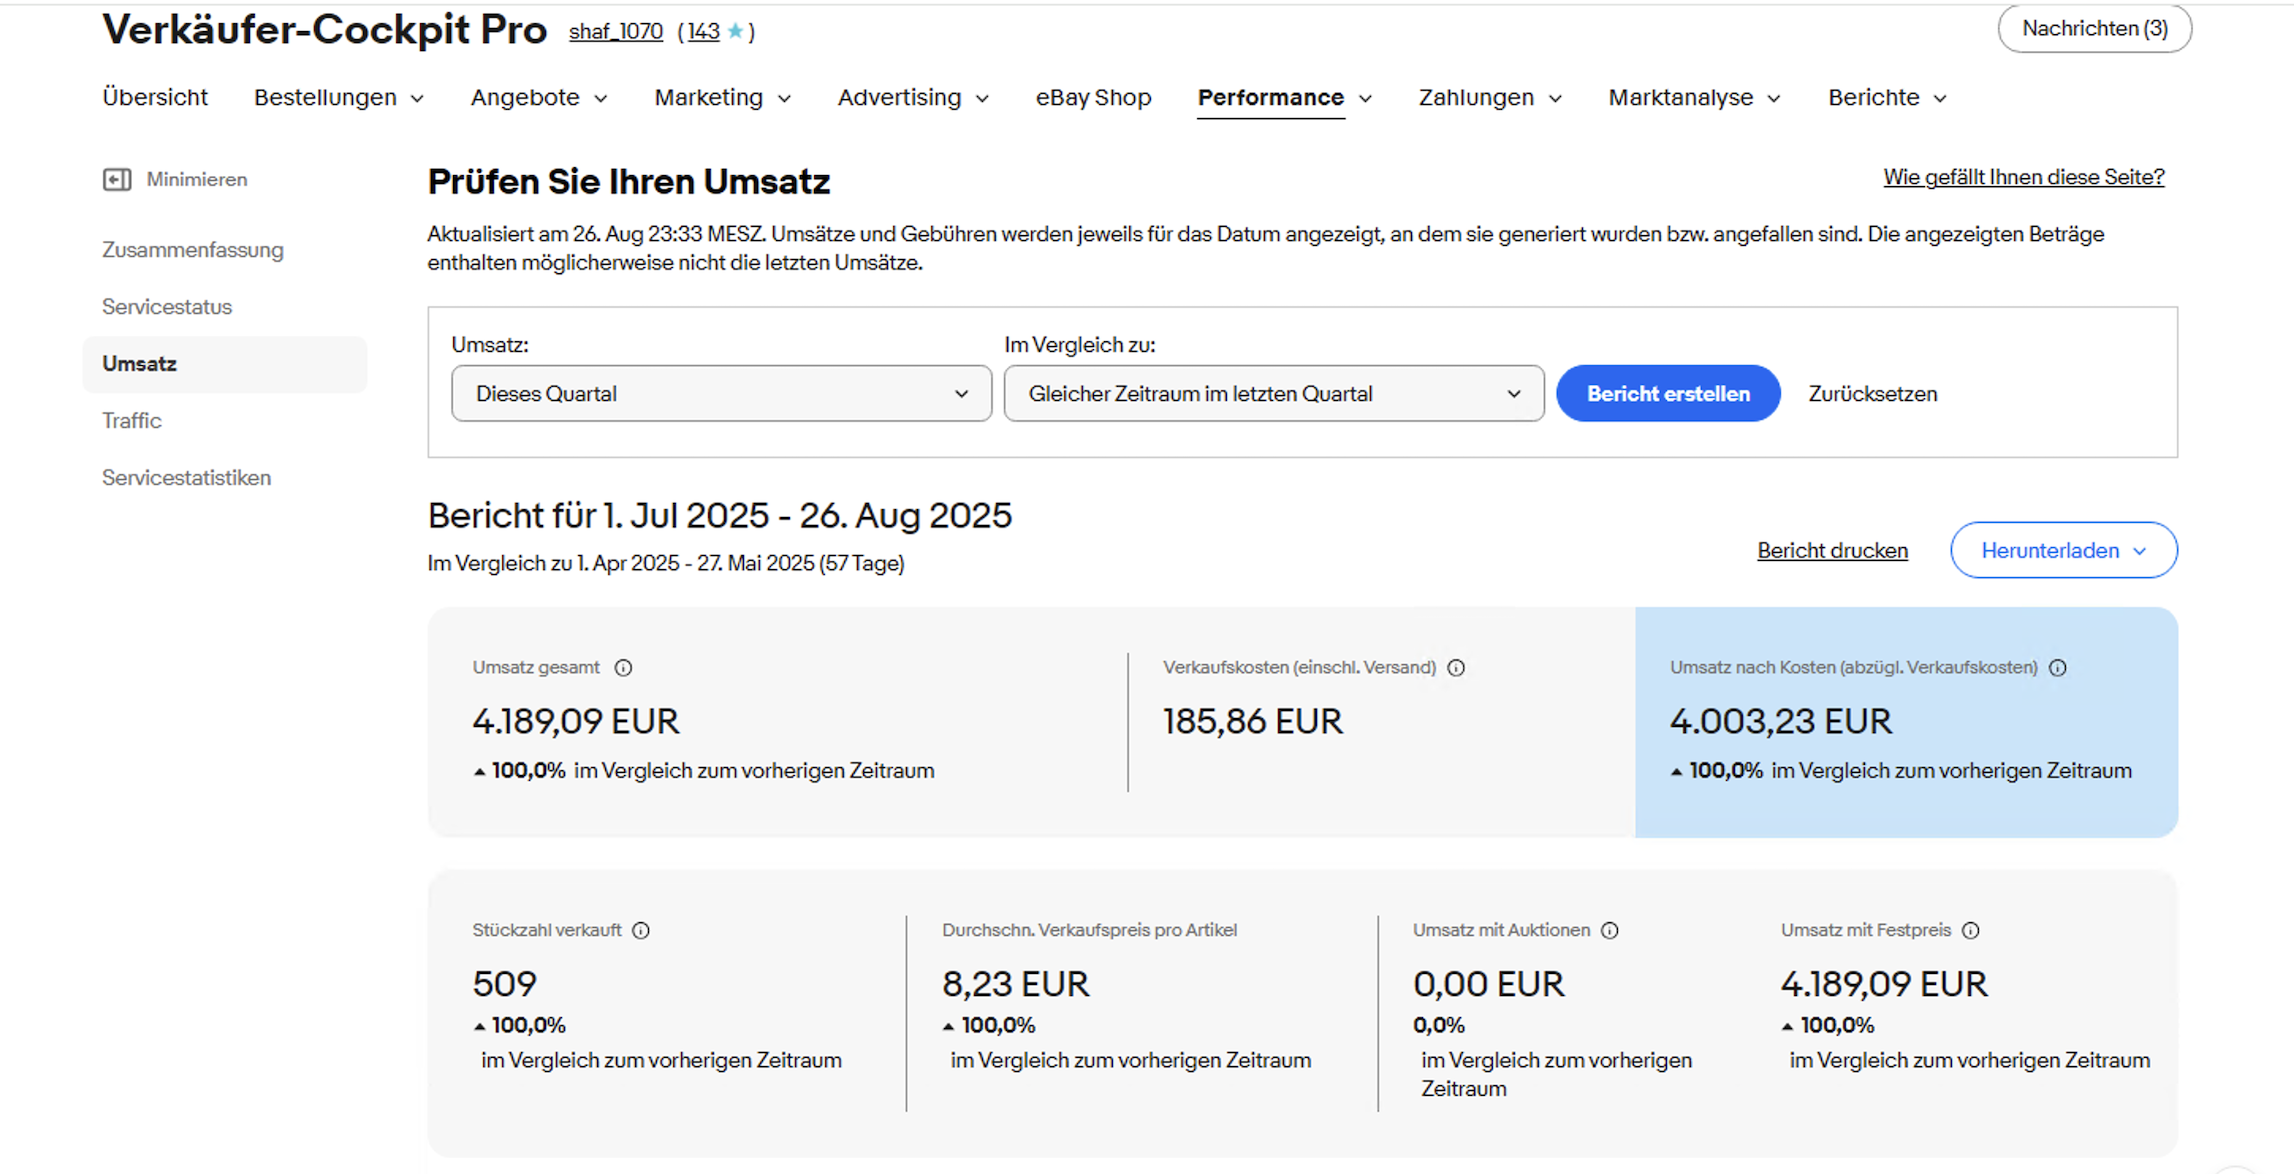 Verkäufer-Cockpit Pro shaf_1070 (143 ★)
Nachrichten (3)
Übersicht Bestellungen Angebote Marketing Advertising eBay Shop Performance Zahlungen Marktanalyse Berichte
Minimieren
Zusammenfassung
Servicestatus
Umsatz
Traffic
Servicestatistiken
Prüfen Sie Ihren Umsatz
Wie gefällt Ihnen diese Seite?
Aktualisiert am 26. Aug 23:33 MESZ. Umsätze und Gebühren werden jeweils für das Datum angezeigt, an dem sie generiert wurden bzw. angefallen sind. Die angezeigten Beträge
enthalten möglicherweise nicht die letzten Umsätze.
Umsatz:
Dieses Quartal
Im Vergleich zu:
Gleicher Zeitraum im letzten Quartal
Bericht erstellen
Zurücksetzen
Bericht für 1. Jul 2025 - 26. Aug 2025
Im Vergleich zu 1. Apr 2025 - 27. Mai 2025 (57 Tage)
Bericht drucken
Herunterladen
Umsatz gesamt
4.189,09 EUR
100,0% im Vergleich zum vorherigen Zeitraum
Verkaufskosten (einschl. Versand)
185,86 EUR
Umsatz nach Kosten (abzügl. Verkaufskosten)
4.003,23 EUR
100,0% im Vergleich zum vorherigen Zeitraum
Stückzahl verkauft
509
100,0%
im Vergleich zum vorherigen Zeitraum
Durchschn. Verkaufspreis pro Artikel
8,23 EUR
100,0%
im Vergleich zum vorherigen Zeitraum
Umsatz mit Auktionen
0,00 EUR
0,0%
im Vergleich zum vorherigen
Zeitraum
Umsatz mit Festpreis
4.189,09 EUR
100,0%
im Vergleich zum vorherigen Zeitraum